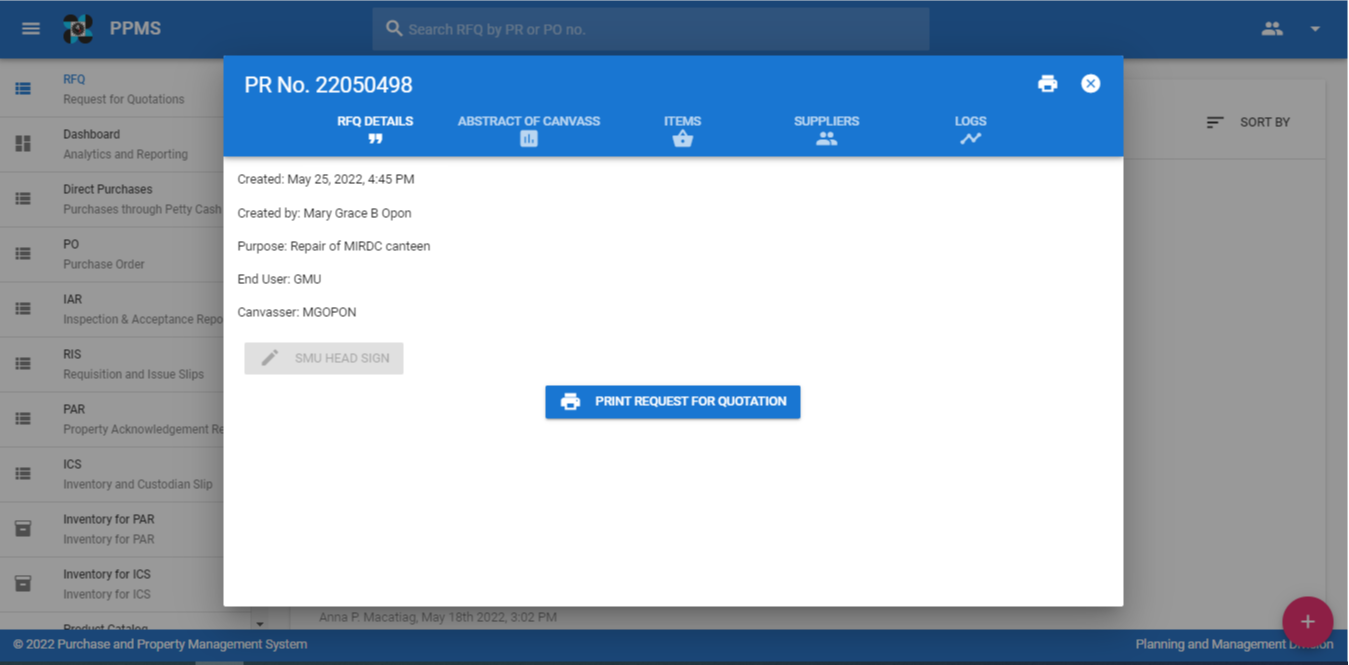 PPMS
Search RFQ by PR or PO no.
RFQ
Request for Quotations
Dashboard
Analytics and Reporting
Direct Purchases
Purchases through Petty Cash
PO
Purchase Order
IAR
Inspection & Acceptance Repo
RIS
Requisition and Issue Slips
PAR
Property Acknowledgement Re
ICS
Inventory and Custodian Slip
Inventory for PAR
Inventory for PAR
Inventory for ICS
Inventory for ICS
Product Catalog
SORT BY
PR No. 22050498
RFQ DETAILS
ABSTRACT OF CANVASS
ITEMS
SUPPLIERS
LOGS
Created: May 25, 2022, 4:45 PM
Created by: Mary Grace B Opon
Purpose: Repair of MIRDC canteen
End User: GMU
Canvasser: MGOPON
SMU HEAD SIGN
PRINT REQUEST FOR QUOTATION
Anna P. Macatiag, May 18th 2022, 3:02 PM
© 2022 Purchase and Property Management System
Planning and Management Division